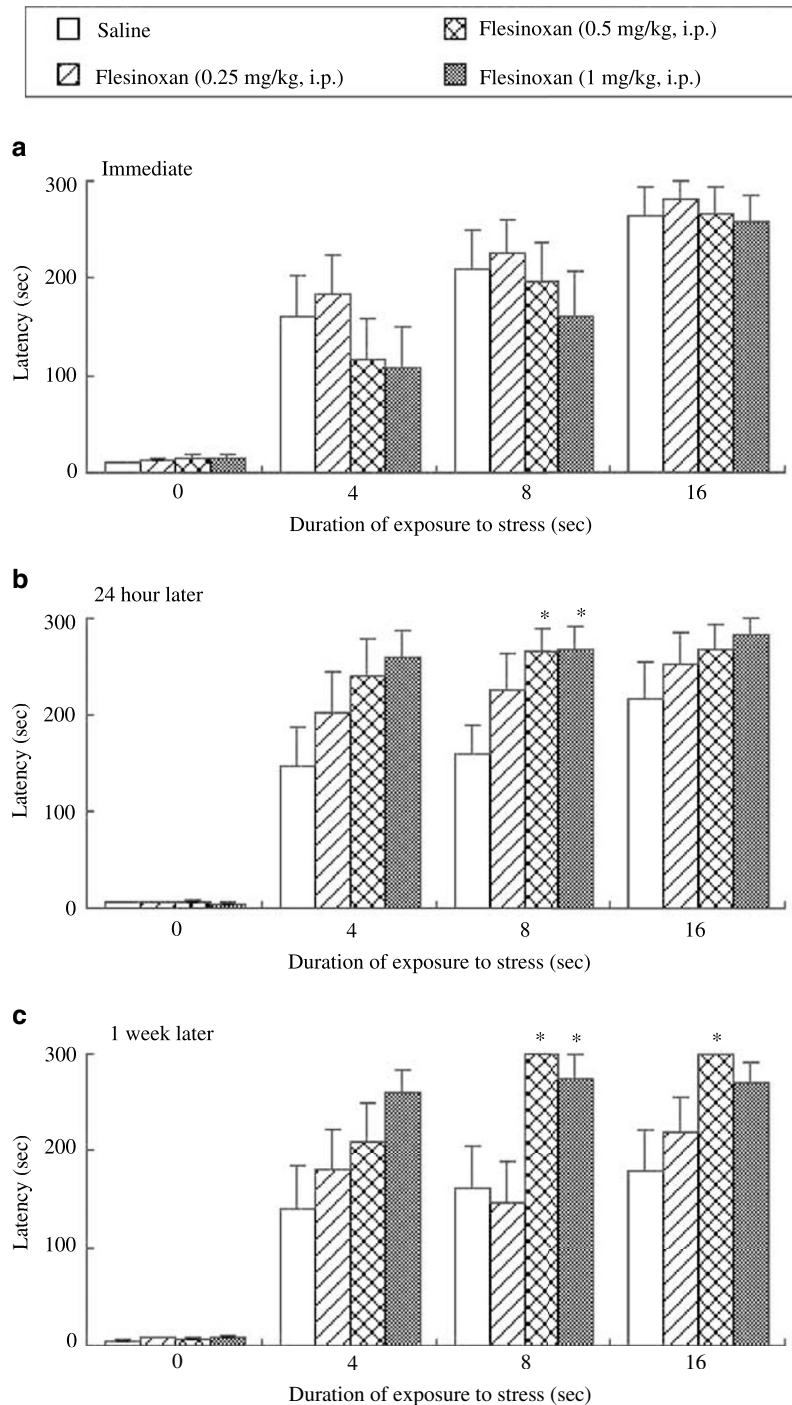 Saline
Flesinoxan (0.5 mg/kg, i.p.)
Flesinoxan (0.25 mg/kg, i.p.)
Flesinoxan (1 mg/kg, i.p.)
a
Immediate
300
200
100
0
Latency (sec)
0 4 8 16
Duration of exposure to stress (sec)
b
24 hour later
* *
300
200
100
0
Latency (sec)
0 4 8 16
Duration of exposure to stress (sec)
c
1 week later
* * *
300
200
100
0
Latency (sec)
0 4 8 16
Duration of exposure to stress (sec)